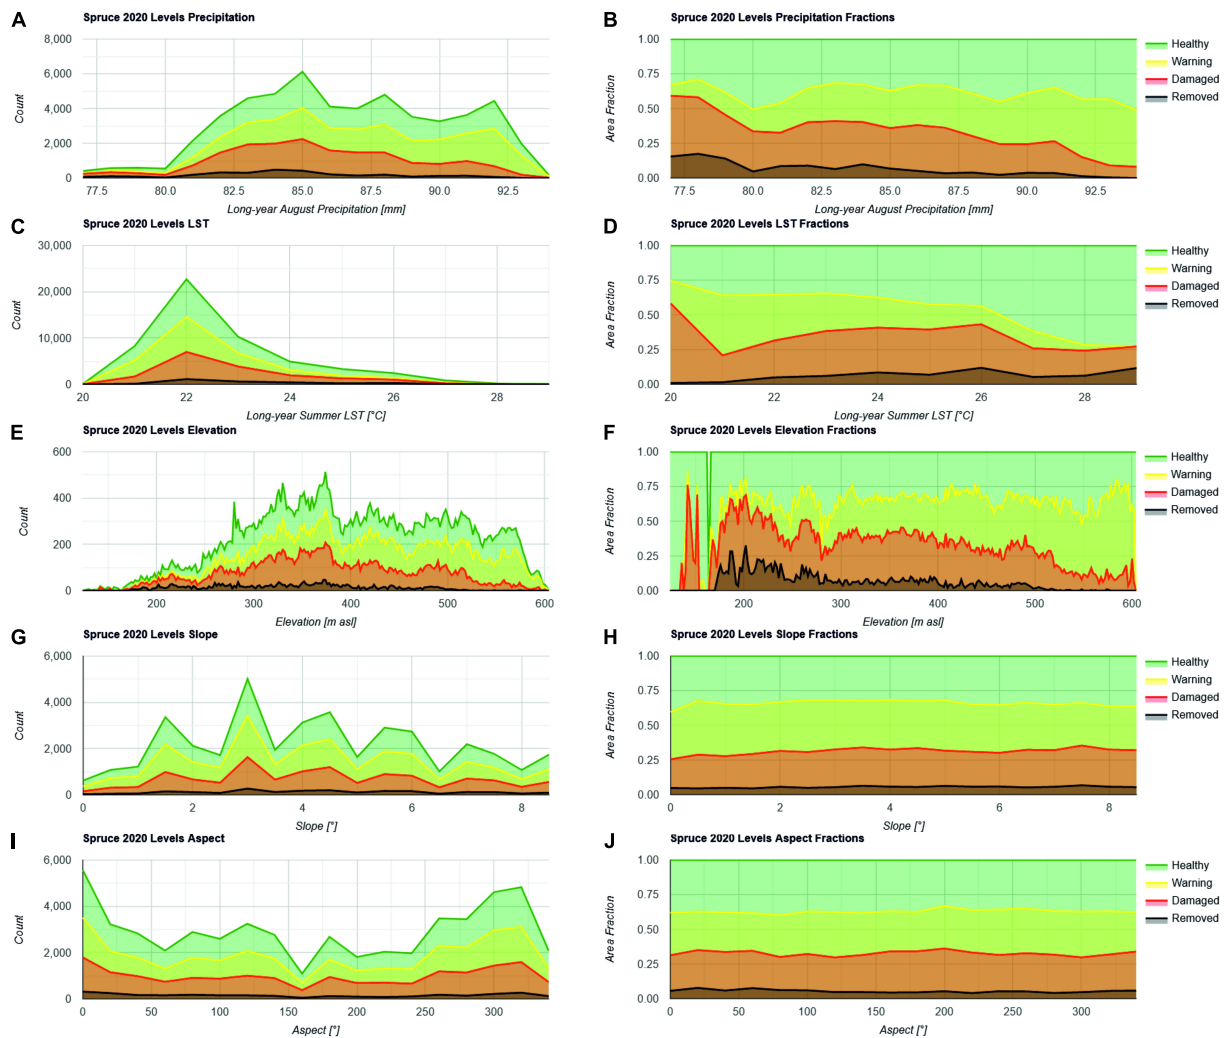 A
Spruce 2020 Levels Precipitation
8,000
6,000
4,000
2,000
0
Count
77.5 80.0 82.5 85.0 87.5 90.0 92.5
Long-year August Precipitation [mm]
B
Spruce 2020 Levels Precipitation Fractions
1.00
0.75
0.50
0.25
0.00
Area Fraction
77.5 80.0 82.5 85.0 87.5 90.0 92.5
Long-year August Precipitation [mm]
Healthy
Warning
Damaged
Removed
C
Spruce 2020 Levels LST
30,000
20,000
10,000
0
Count
20 22 24 26 28
Long-year Summer LST [°C]
D
Spruce 2020 Levels LST Fractions
1.00
0.75
0.50
0.25
0.00
Area Fraction
20 22 24 26 28
Long-year Summer LST [°C]
Healthy
Warning
Damaged
Removed
E
Spruce 2020 Levels Elevation
600
400
200
0
Count
200 300 400 500 600
Elevation [m asl]
F
Spruce 2020 Levels Elevation Fractions
1.00
0.75
0.50
0.25
0.00
Area Fraction
200 300 400 500 600
Elevation [m asl]
Healthy
Warning
Damaged
Removed
G
Spruce 2020 Levels Slope
6,000
4,000
2,000
0
Count
0 2 4 6 8
Slope [°]
H
Spruce 2020 Levels Slope Fractions
1.00
0.75
0.50
0.25
0.00
Area Fraction
0 2 4 6 8
Slope [°]
Healthy
Warning
Damaged
Removed
I
Spruce 2020 Levels Aspect
6,000
4,000
2,000
0
Count
0 50 100 150 200 250 300
Aspect [°]
J
Spruce 2020 Levels Aspect Fractions
1.00
0.75
0.50
0.25
0.00
Area Fraction
0 50 100 150 200 250 300
Aspect [°]
Healthy
Warning
Damaged
Removed